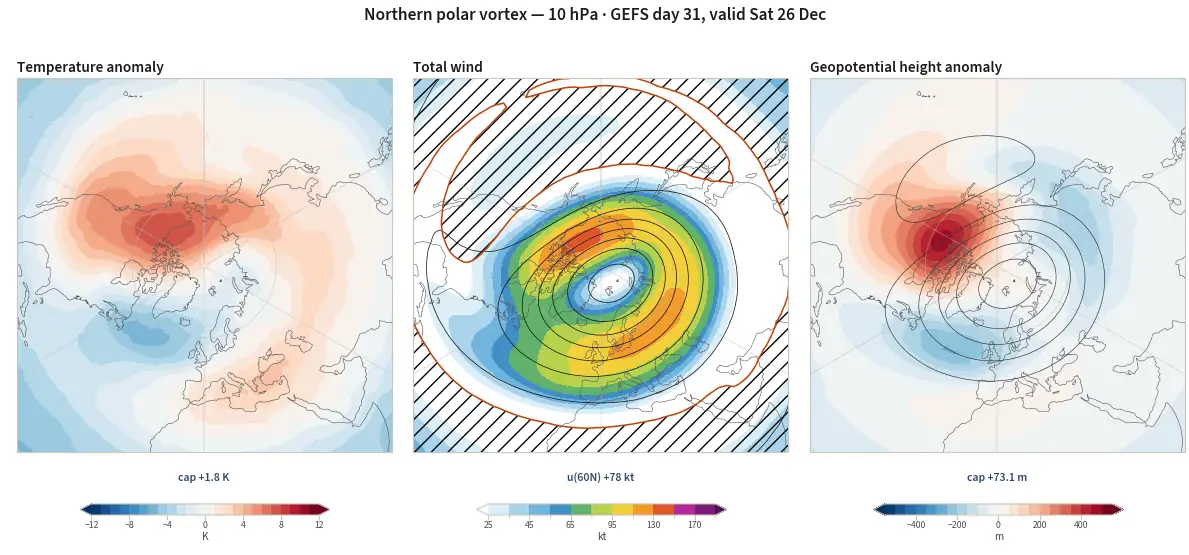 Northern polar vortex — 10 hPa · GEFS day 31, valid Sat 26 Dec
Temperature anomaly
Total wind
Geopotential height anomaly
cap +1.8 K
u(60N) +78 kt
cap +73.1 m
−12 −8 −4 0 4 8 12
K
25 45 65 95 130 170
kt
−400 −200 0 200 400
m